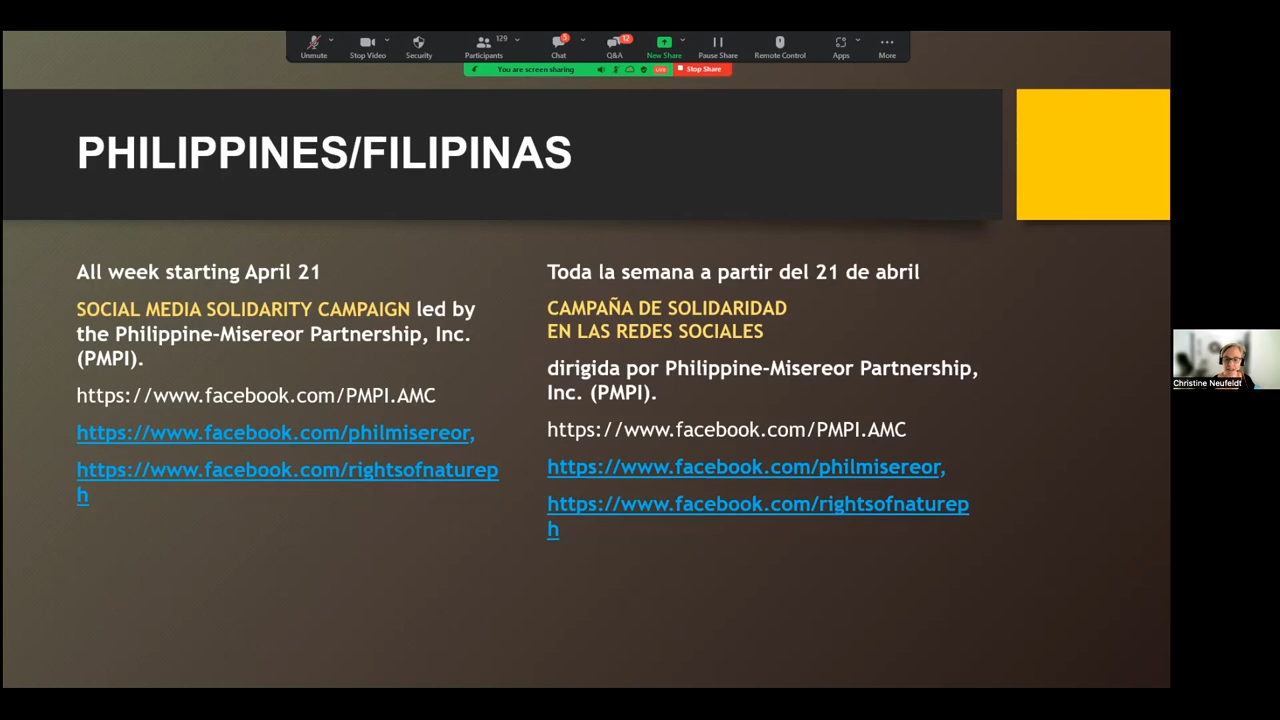 129
5
12
Unmute
Stop Video
Security
Participants
Chat
Q&A
New Share
Pause Share
Remote Control
Apps
More
You are screen sharing
LIVE
Stop Share
PHILIPPINES/FILIPINAS
All week starting April 21
SOCIAL MEDIA SOLIDARITY CAMPAIGN led by
the Philippine-Misereor Partnership, Inc.
(PMPI).
https://www.facebook.com/PMPI.AMC
https://www.facebook.com/philmisereor,
https://www.facebook.com/rightsofnaturep
h
Toda la semana a partir del 21 de abril
CAMPAÑA DE SOLIDARIDAD
EN LAS REDES SOCIALES
dirigida por Philippine-Misereor Partnership,
Inc. (PMPI).
https://www.facebook.com/PMPI.AMC
https://www.facebook.com/philmisereor,
https://www.facebook.com/rightsofnaturep
h
Christine Neufeldt